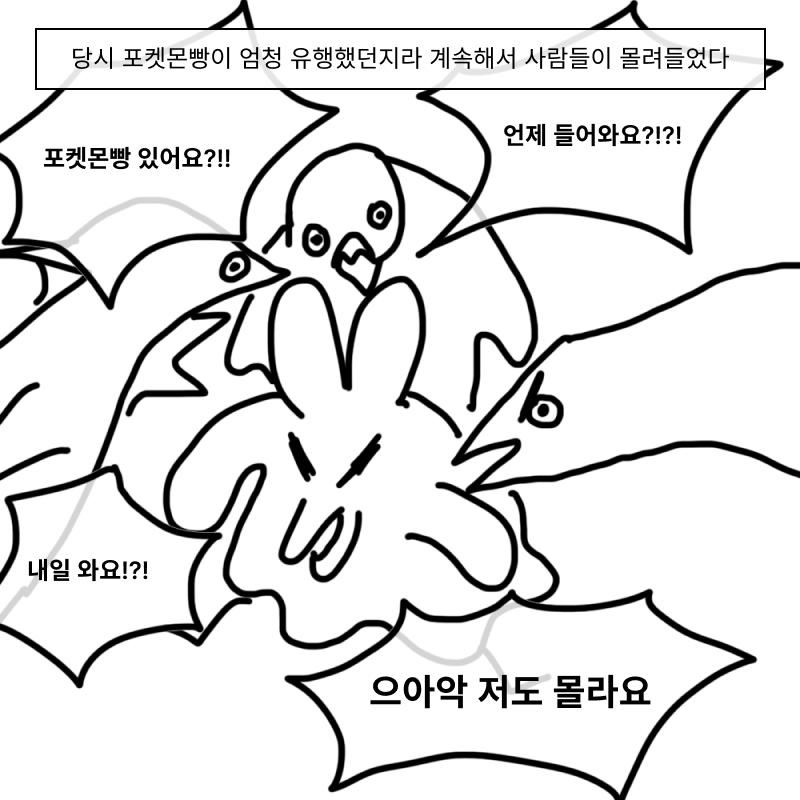 당시 포켓몬빵이 엄청 유행했던지라 계속해서 사람들이 몰려들었다
포켓몬빵 있어요?!!
언제 들어와요?!?!
내일 와요!?!
으아악 저도 몰라요